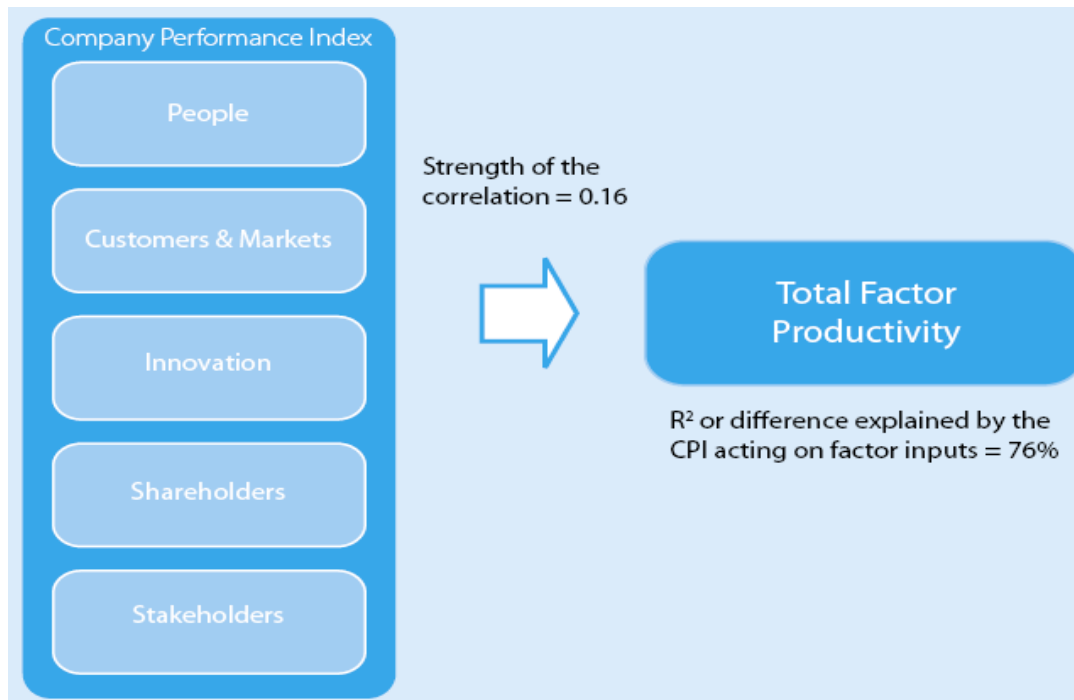 Company Performance Index
People
Customers & Markets
Innovation
Shareholders
Stakeholders
Strength of the
correlation = 0.16
Total Factor
Productivity
R² or difference explained by the
CPI acting on factor inputs = 76%